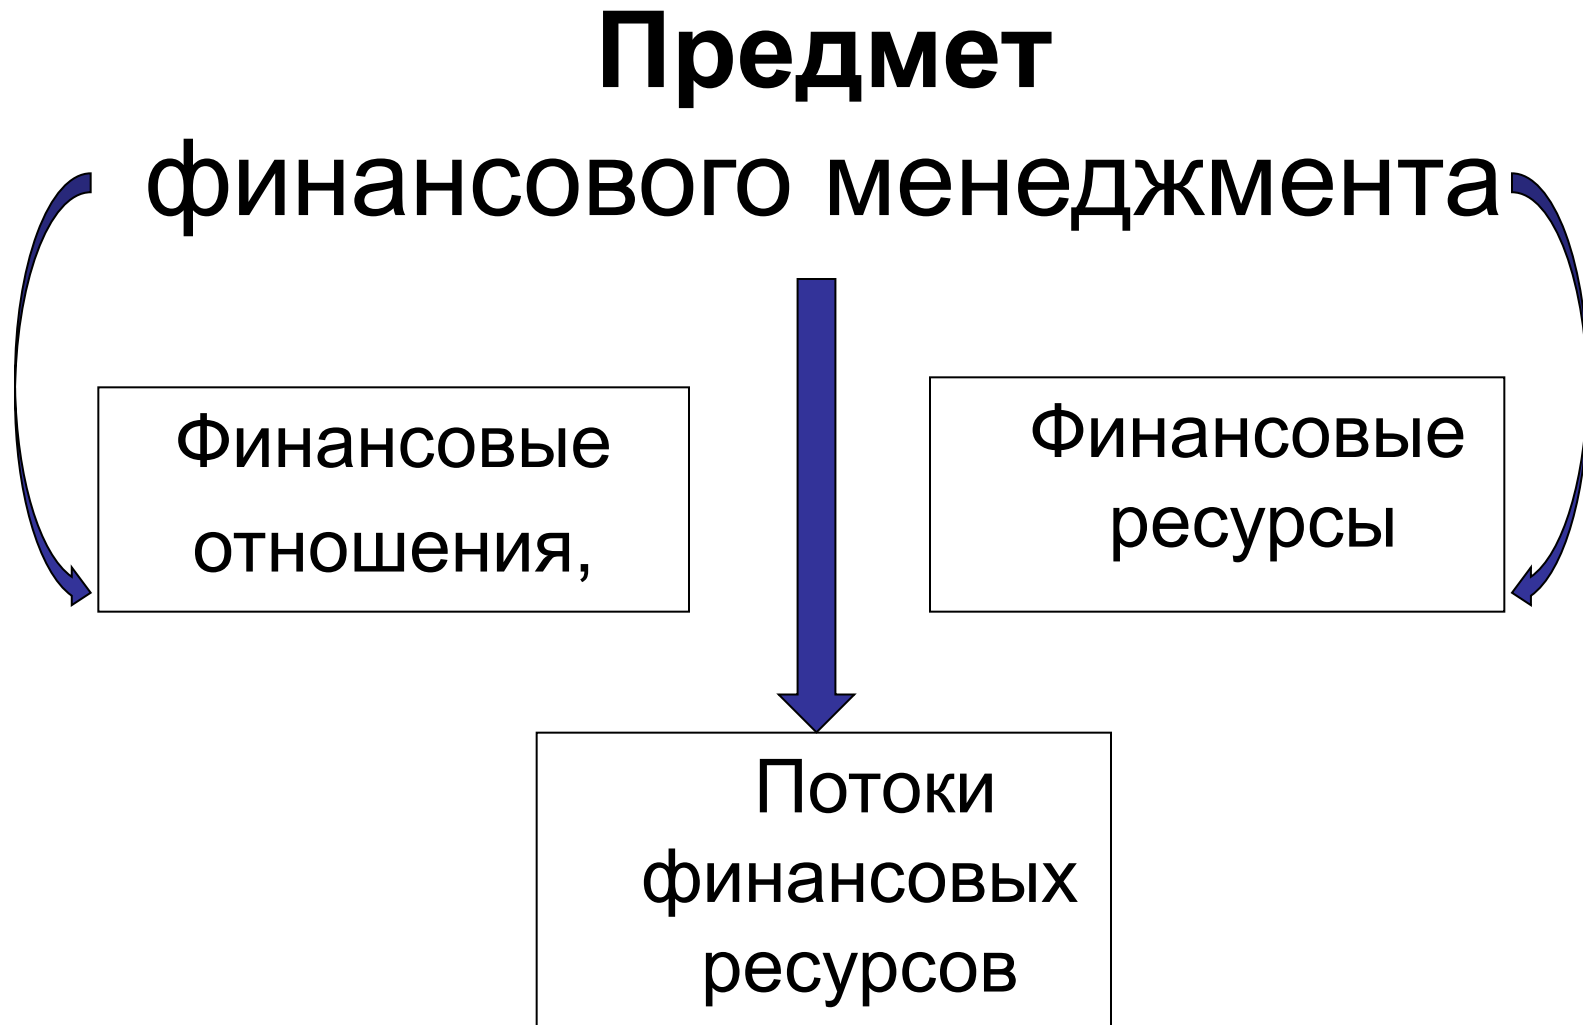 Предмет
финансового менеджмента
Финансовые
отношения,
Финансовые
ресурсы
Потоки
финансовых
ресурсов